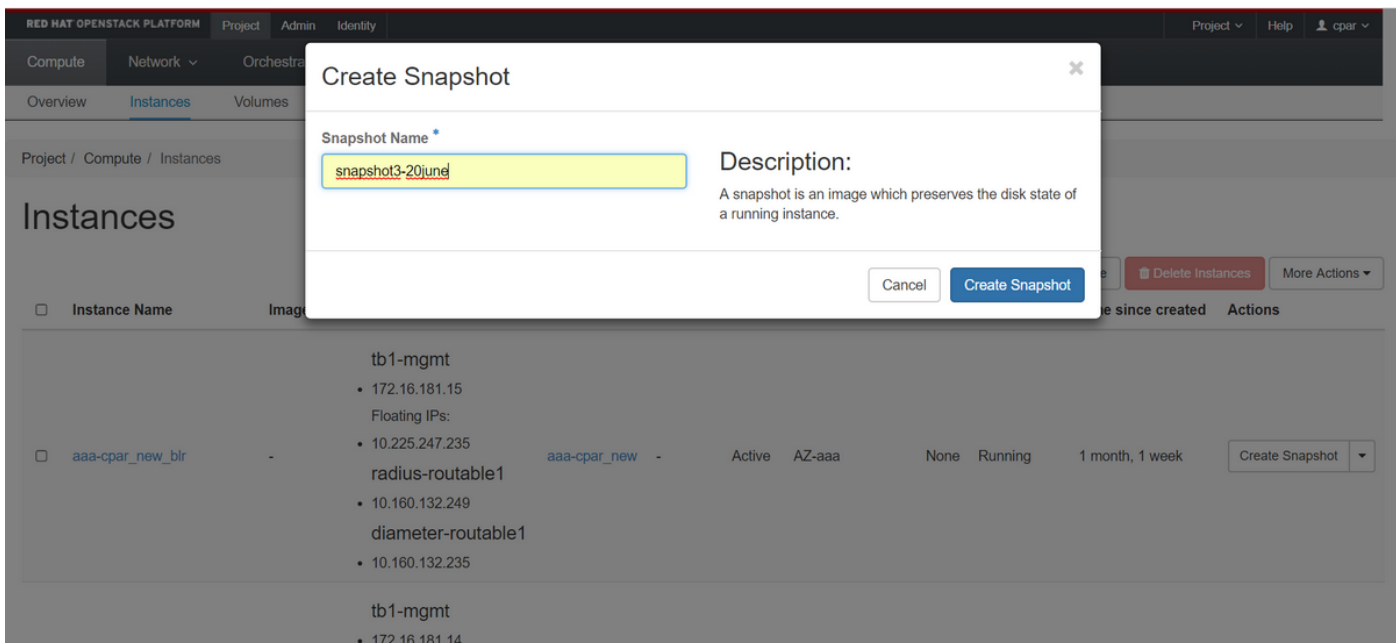 RED HAT OPENSTACK PLATFORM Project Admin Identity Project Help cpar
Compute Network Orchestra
Overview Instances Volumes
Create Snapshot ×
Snapshot Name *
snapshot3-20june
Description:
A snapshot is an image which preserves the disk state of
a running instance.
Cancel Create Snapshot
Project / Compute / Instances
Instances
Delete Instances More Actions
Instance Name Image e since created Actions
tb1-mgmt
• 172.16.181.15
Floating IPs:
• 10.225.247.235
aaa-cpar_new_blr - aaa-cpar_new - Active AZ-aaa None Running 1 month, 1 week Create Snapshot
radius-routable1
• 10.160.132.249
diameter-routable1
• 10.160.132.235
tb1-mgmt
• 172.16.181.14